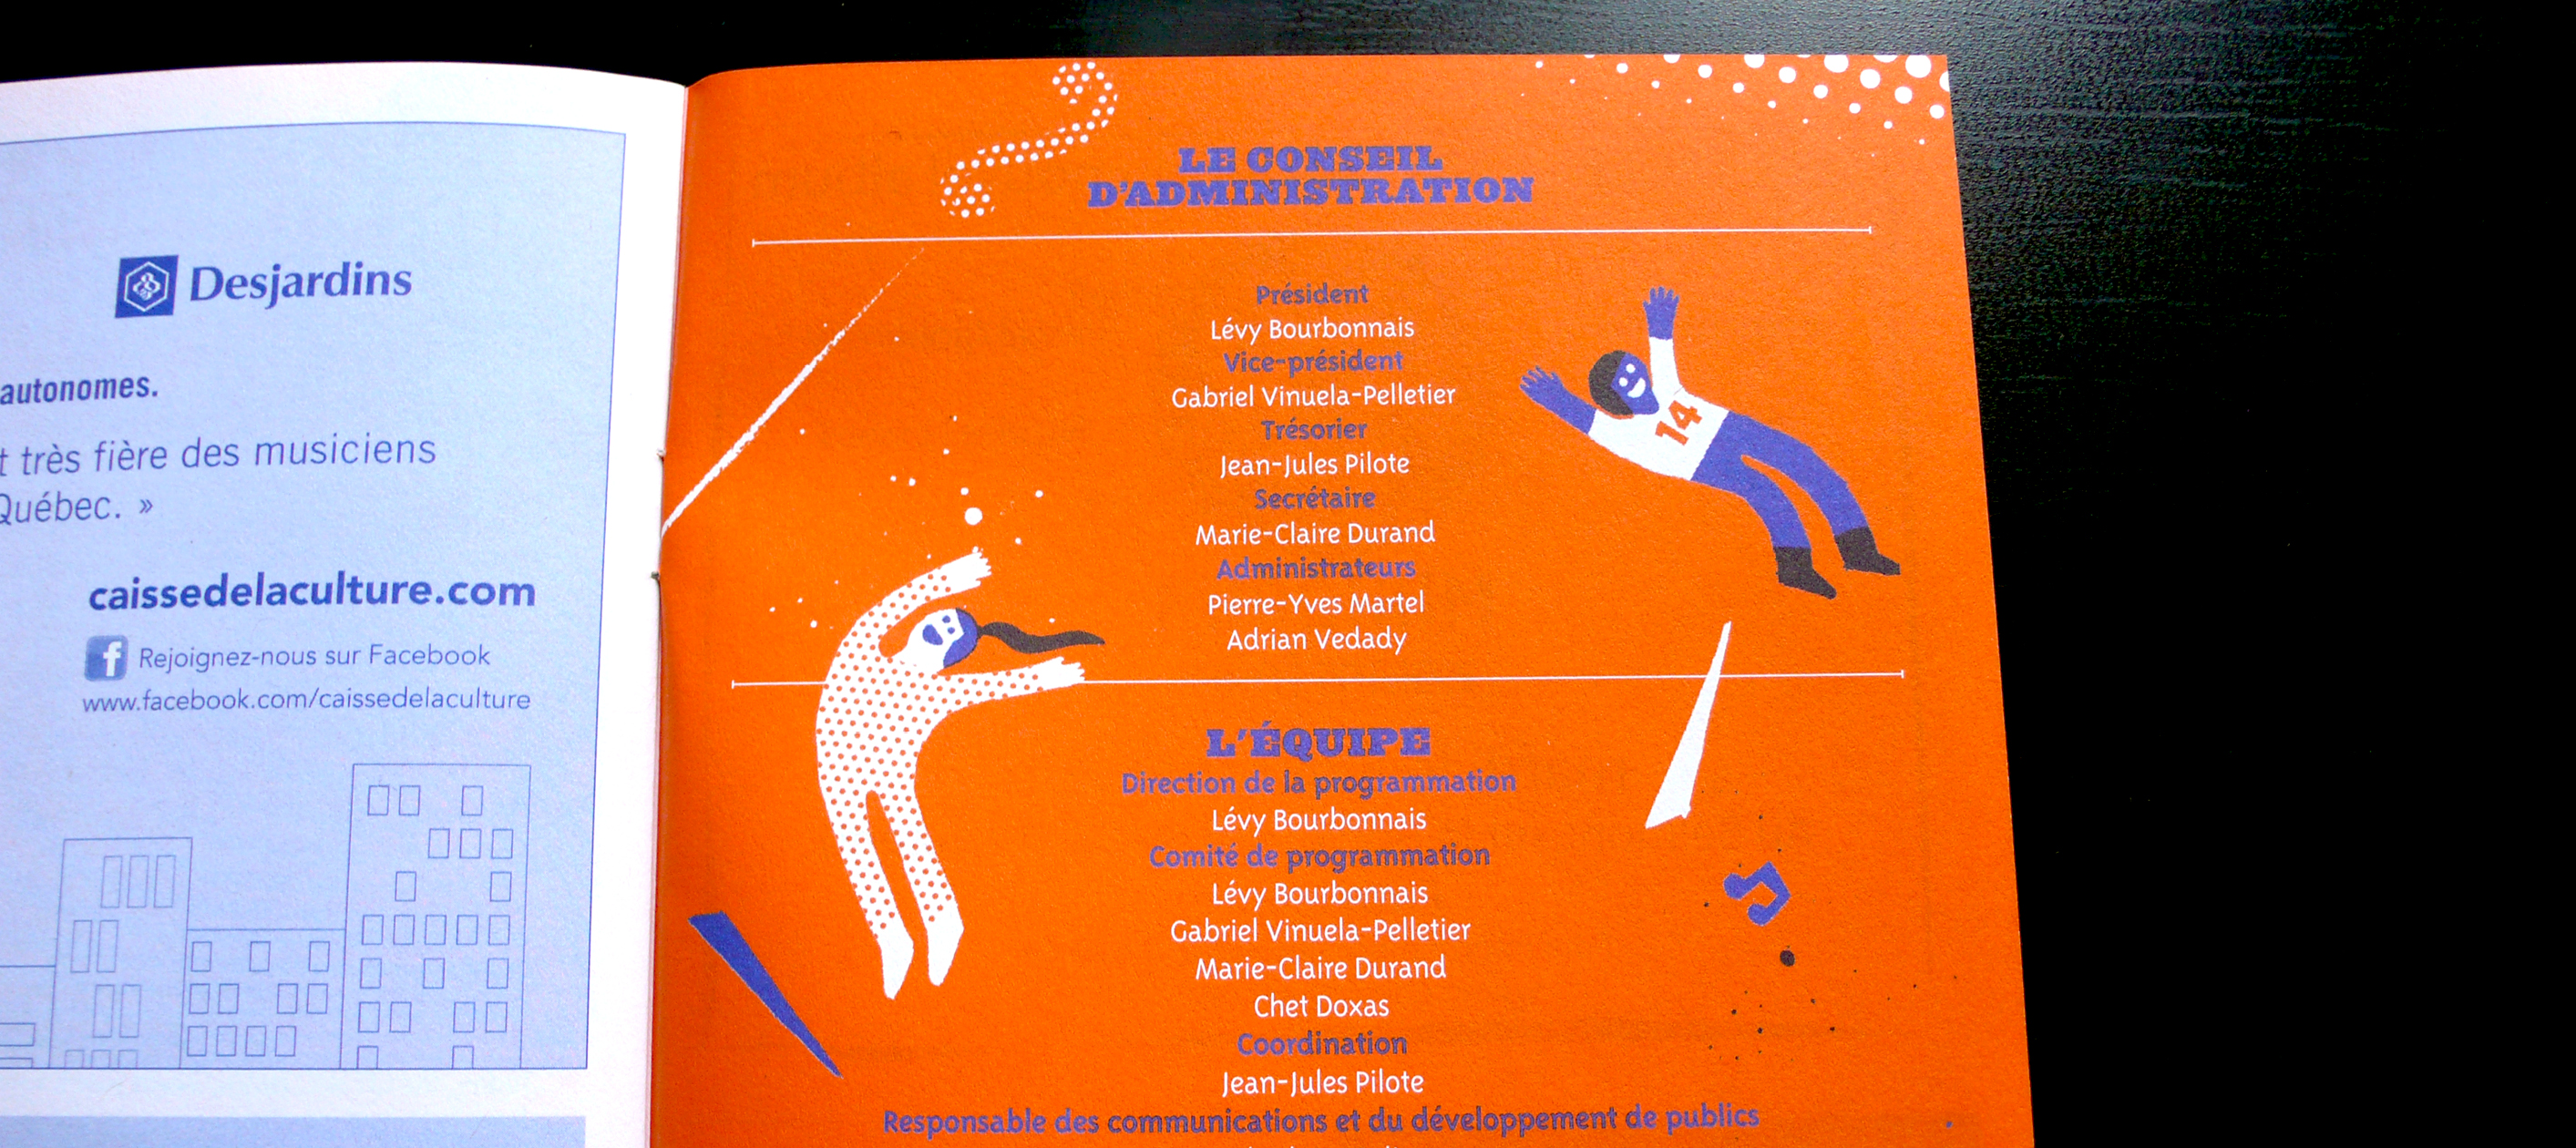 Desjardins
autonomes.
t très fière des musiciens
Québec. »
caissedelaculture.com
f Rejoignez-nous sur Facebook
www.facebook.com/caissedelaculture
LE CONSEIL
D'ADMINISTRATION
Président
Lévy Bourbonnais
Vice-président
Gabriel Vinuela-Pelletier
Trésorier
Jean-Jules Pilote
Secrétaire
Marie-Claire Durand
Administrateurs
Pierre-Yves Martel
Adrian Vedady
14
L'ÉQUIPE
Direction de la programmation
Lévy Bourbonnais
Comité de programmation
Lévy Bourbonnais
Gabriel Vinuela-Pelletier
Marie-Claire Durand
Chet Doxas
Coordination
Jean-Jules Pilote
Responsable des communications et du développement de publics